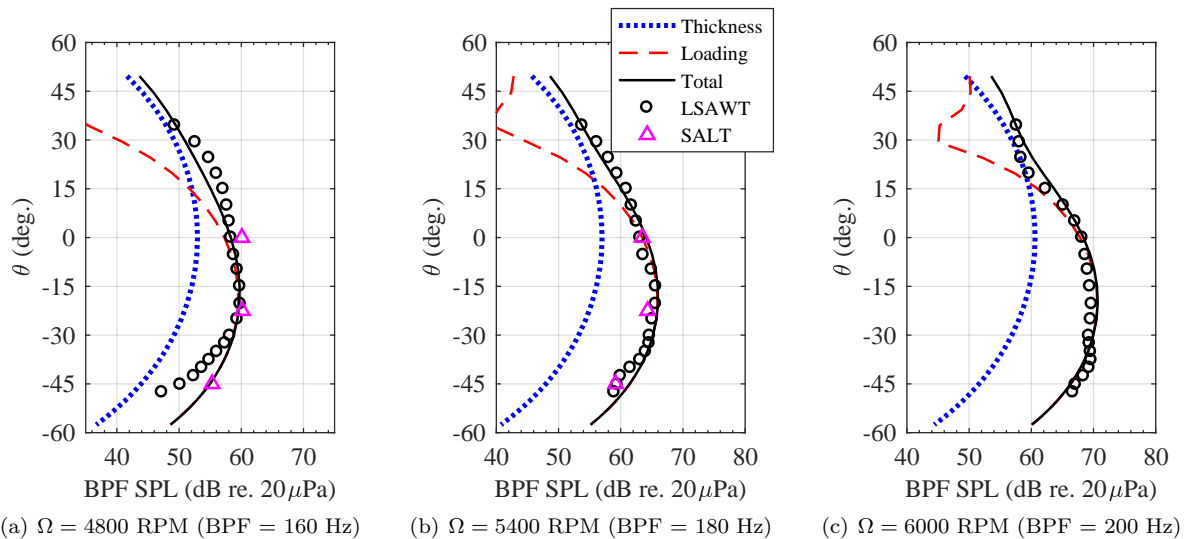 Thickness
Loading
Total
LSAWT
SALT
60
45
30
15
0
-15
-30
-45
-60
θ (deg.)
40 50 60 70
BPF SPL (dB re. 20μPa)
(a) Ω = 4800 RPM (BPF = 160 Hz)
60
45
30
15
0
-15
-30
-45
-60
θ (deg.)
40 50 60 70 80
BPF SPL (dB re. 20μPa)
(b) Ω = 5400 RPM (BPF = 180 Hz)
60
45
30
15
0
-15
-30
-45
-60
θ (deg.)
40 50 60 70 80
BPF SPL (dB re. 20μPa)
(c) Ω = 6000 RPM (BPF = 200 Hz)